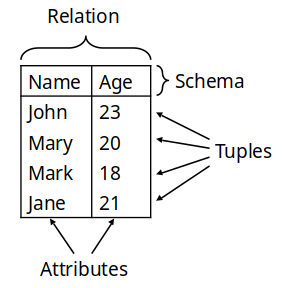 Relation
Name Age
Schema
John 23
Mary 20
Mark 18
Jane 21
Tuples
Attributes